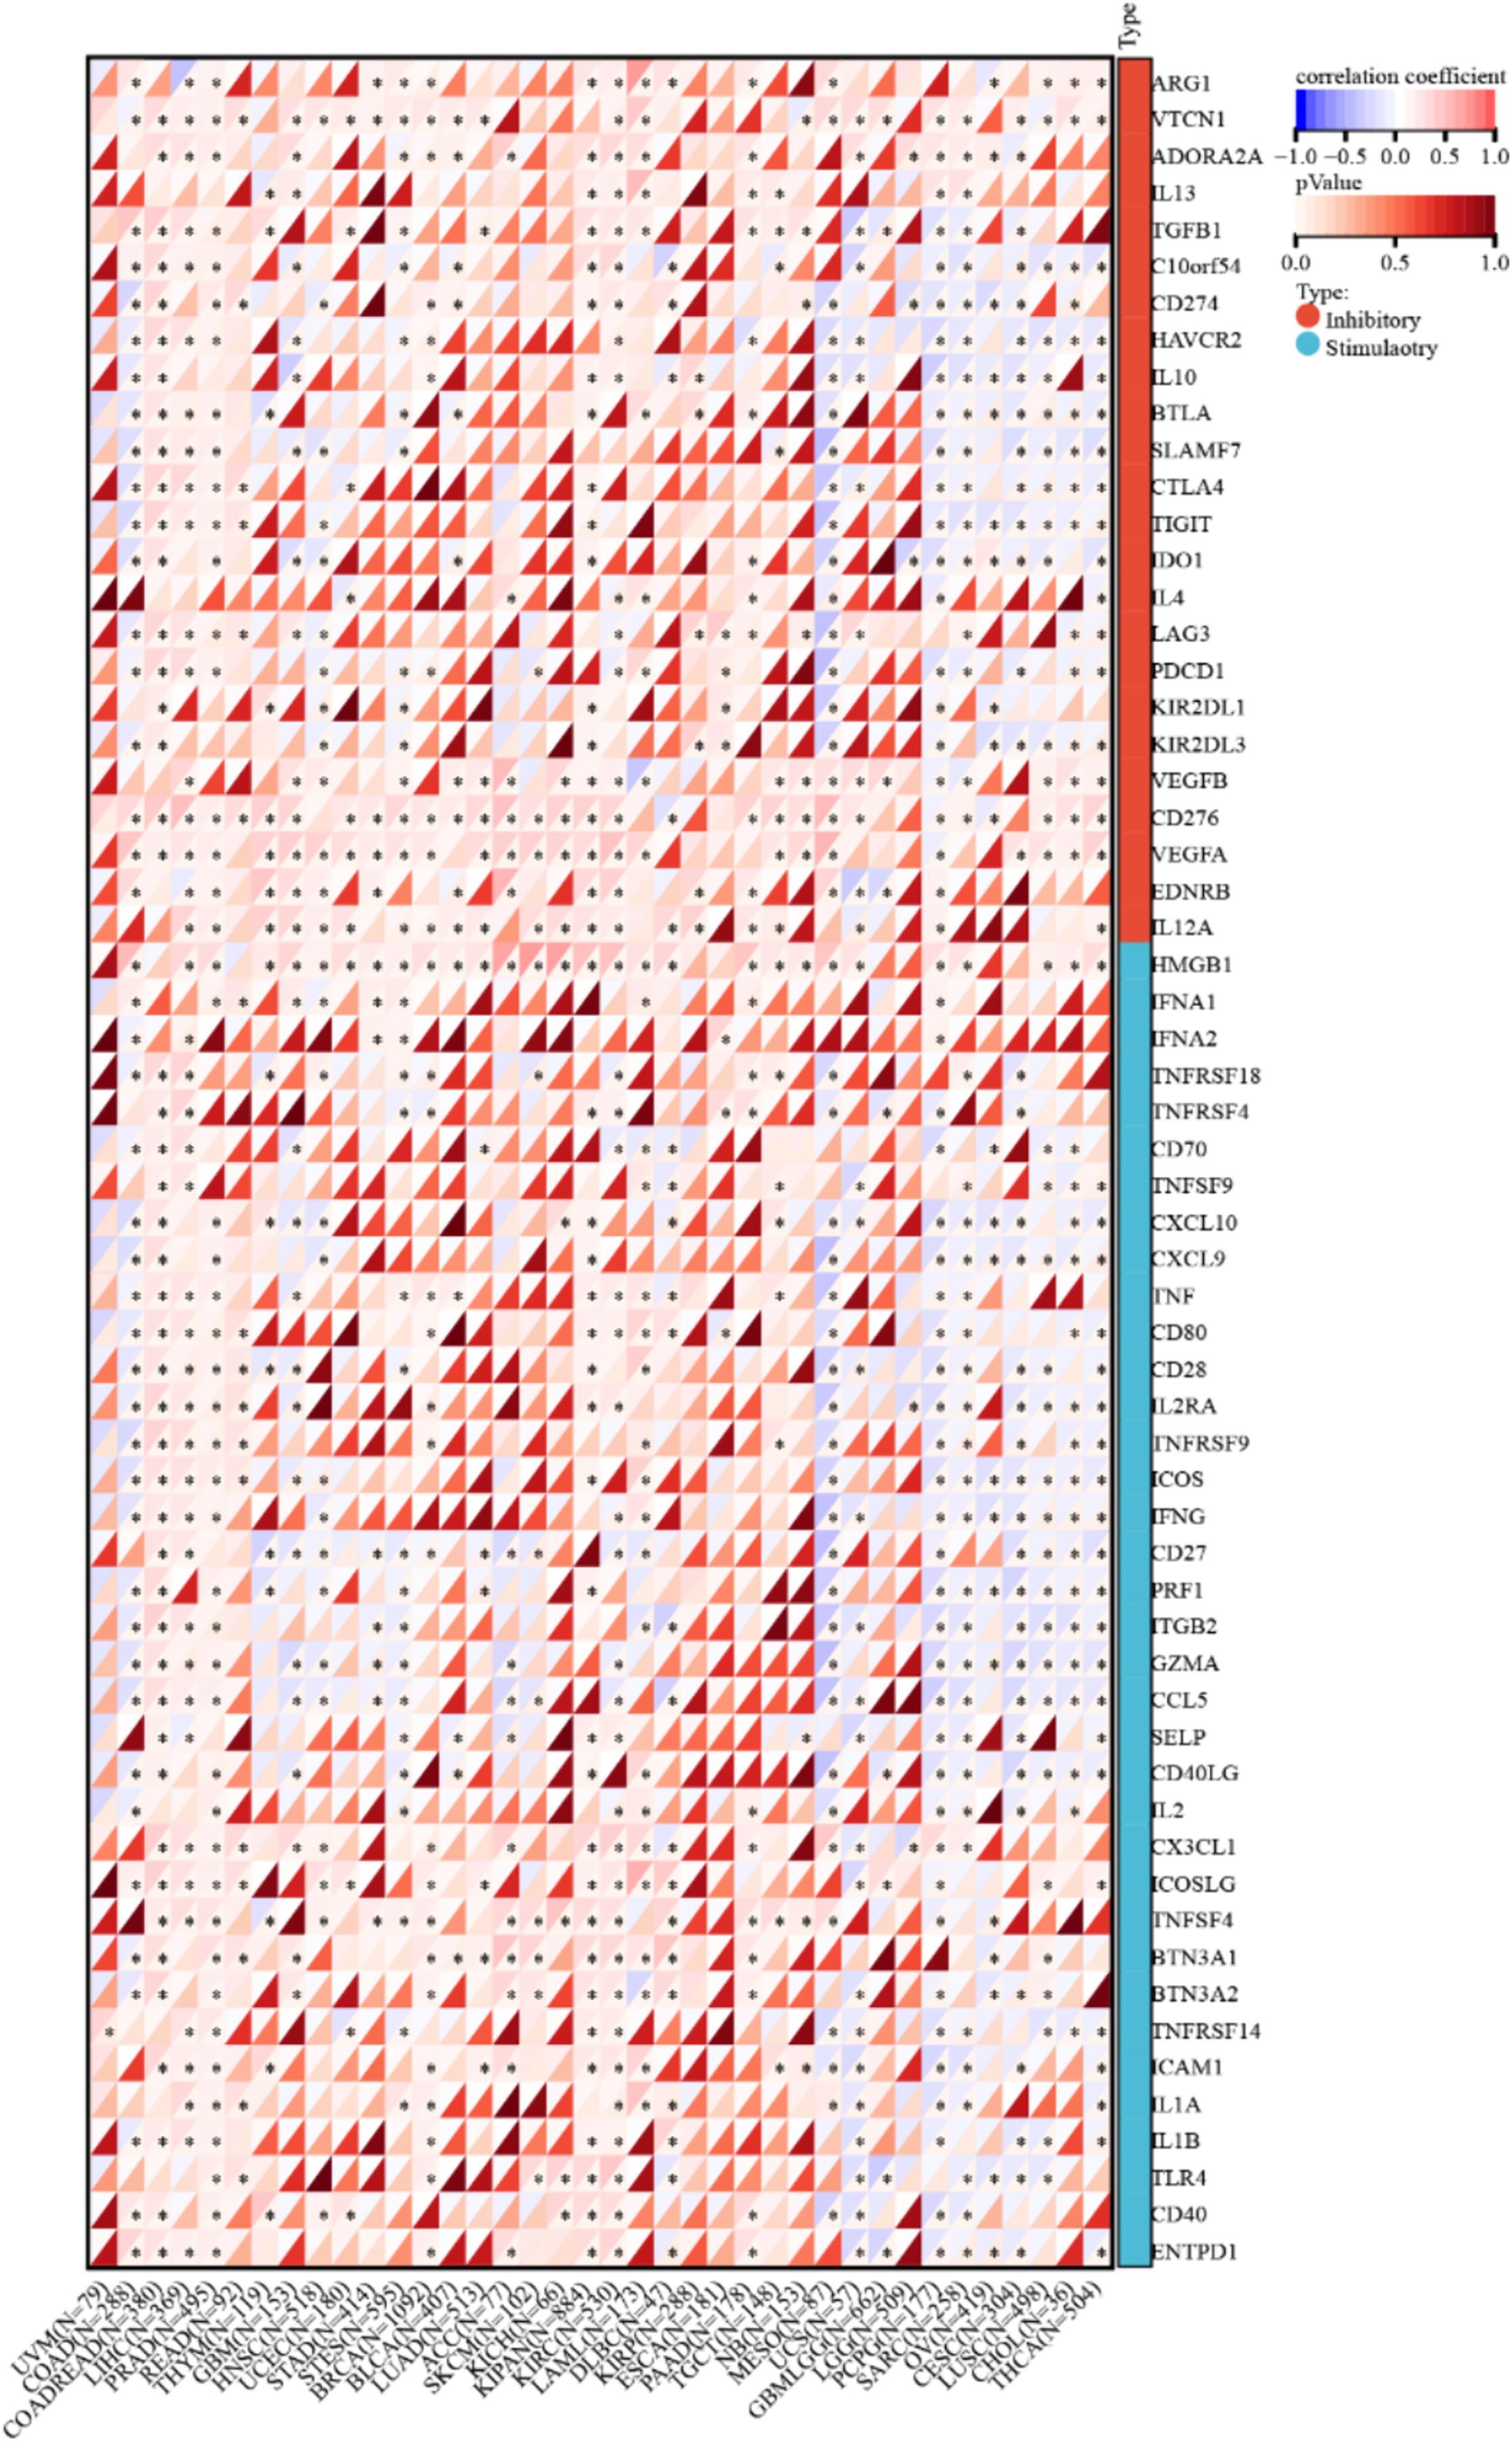 Type
ARG1
VTCN1
ADORA2A
IL13
TGFB1
C10orf54
CD274
HAVCR2
IL10
BTLA
SLAMF7
CTLA4
TIGIT
IDO1
IL4
LAG3
PDCD1
KIR2DL1
KIR2DL3
VEGFB
CD276
VEGFA
EDNRB
IL12A
HMGB1
IFNA1
IFNA2
TNFRSF18
TNFRSF4
CD70
TNFSF9
CXCL10
CXCL9
TNF
CD80
CD28
IL2RA
TNFRSF9
ICOS
IFNG
CD27
PRF1
ITGB2
GZMA
CCL5
SELP
CD40LG
IL2
CX3CL1
ICOSLG
TNFSF4
BTN3A1
BTN3A2
TNFRSF14
ICAM1
IL1A
IL1B
TLR4
CD40
ENTPD1
correlation coefficient
−1.0 −0.5 0.0 0.5 1.0
pValue
0.0 0.5 1.0
Type:
Inhibitory
Stimulaotry
UVM(N=79)
COAD(N=288)
COADREAD(N=380)
LIHC(N=369)
PRAD(N=495)
READ(N=92)
THYM(N=119)
GBM(N=153)
HNSC(N=518)
UCEC(N=180)
STAD(N=414)
STES(N=595)
BRCA(N=1092)
BLCA(N=407)
LUAD(N=513)
ACC(N=77)
SKCM(N=102)
KICH(N=66)
KIPAN(N=884)
KIRC(N=530)
LAML(N=173)
DLBC(N=47)
KIRP(N=288)
ESCA(N=181)
PAAD(N=178)
TGCT(N=148)
NB(N=153)
MESO(N=87)
UCS(N=57)
GBMLGG(N=662)
LGG(N=509)
PCPG(N=177)
SARC(N=258)
OV(N=419)
CESC(N=304)
LUSC(N=498)
CHOL(N=36)
THCA(N=504)